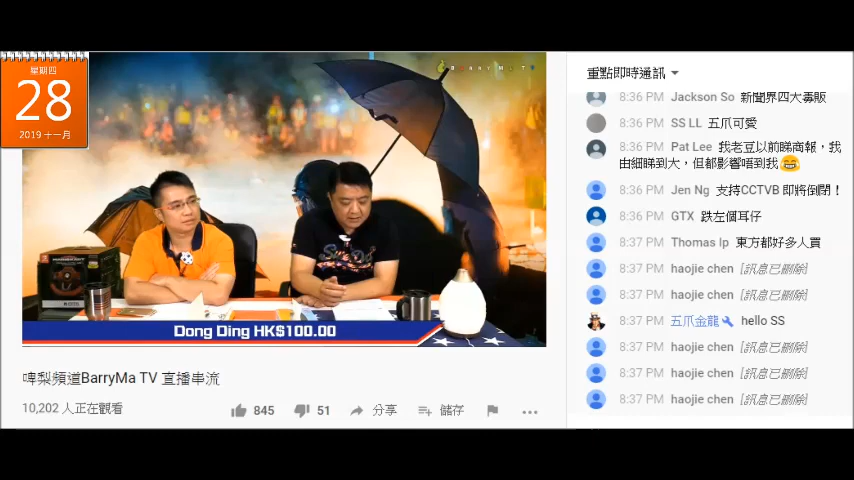 星期四
28
2019 十一月
Barry Ma TV
Dong Ding HK$100.00
啤梨頻道BarryMa TV 直播串流
10,202 人正在觀看
845
51
分享
儲存
重點即時通訊
8:36 PM Jackson So 新聞界四大毒販
8:36 PM SS LL 五爪可愛
8:36 PM Pat Lee 我老豆以前睇商報，我
由細睇到大，但都影響唔到我😂
8:36 PM Jen Ng 支持CCTVB 即將倒閉！
8:36 PM GTX 跌左個耳仔
8:37 PM Thomas Ip 東方都好多人買
8:37 PM haojie chen [訊息已刪除]
8:37 PM haojie chen [訊息已刪除]
8:37 PM 五爪金龍 hello SS
8:37 PM haojie chen [訊息已刪除]
8:37 PM haojie chen [訊息已刪除]
8:37 PM haojie chen [訊息已刪除]